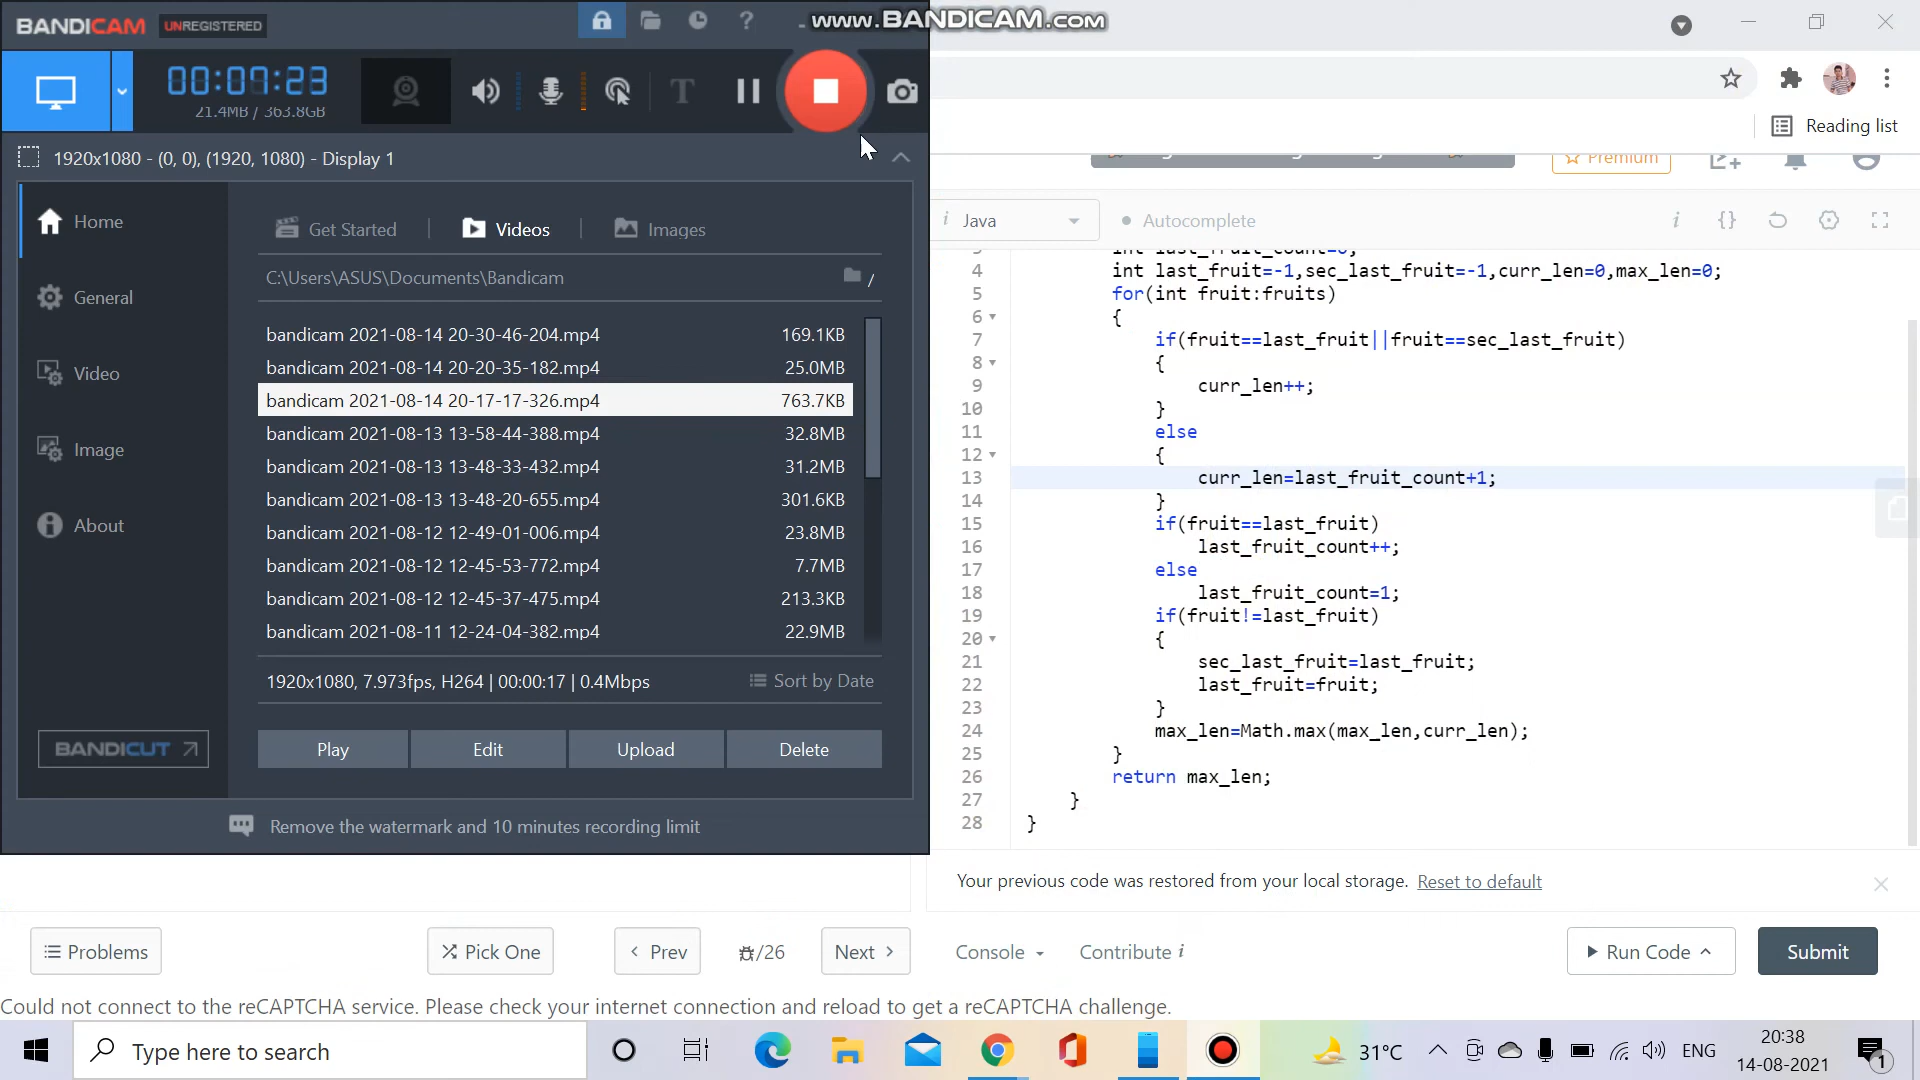 BANDICAM UNREGISTERED
www.BANDICAM.COM
00:07:23
21.4MB / 363.8GB
T
1920x1080 - (0, 0), (1920, 1080) - Display 1
Home
General
Video
Image
About
BANDICUT
Get Started
Videos
Images
C:\Users\ASUS\Documents\Bandicam
/
bandicam 2021-08-14 20-30-46-204.mp4 169.1KB
bandicam 2021-08-14 20-20-35-182.mp4 25.0MB
bandicam 2021-08-14 20-17-17-326.mp4 763.7KB
bandicam 2021-08-13 13-58-44-388.mp4 32.8MB
bandicam 2021-08-13 13-48-33-432.mp4 31.2MB
bandicam 2021-08-13 13-48-20-655.mp4 301.6KB
bandicam 2021-08-12 12-49-01-006.mp4 23.8MB
bandicam 2021-08-12 12-45-53-772.mp4 7.7MB
bandicam 2021-08-12 12-45-37-475.mp4 213.3KB
bandicam 2021-08-11 12-24-04-382.mp4 22.9MB
1920x1080, 7.973fps, H264 | 00:00:17 | 0.4Mbps Sort by Date
Play Edit Upload Delete
Remove the watermark and 10 minutes recording limit
Reading list
Premium
i Java Autocomplete i {}
int last_fruit_count=0;
4 int last_fruit=-1,sec_last_fruit=-1,curr_len=0,max_len=0;
5 for(int fruit:fruits)
6 {
7 if(fruit==last_fruit||fruit==sec_last_fruit)
8 {
9 curr_len++;
10 }
11 else
12 {
13 curr_len=last_fruit_count+1;
14 }
15 if(fruit==last_fruit)
16 last_fruit_count++;
17 else
18 last_fruit_count=1;
19 if(fruit!=last_fruit)
20 {
21 sec_last_fruit=last_fruit;
22 last_fruit=fruit;
23 }
24 max_len=Math.max(max_len,curr_len);
25 }
26 return max_len;
27 }
28 }
Your previous code was restored from your local storage. Reset to default
Problems Pick One Prev /26 Next Console Contribute i Run Code Submit
Could not connect to the reCAPTCHA service. Please check your internet connection and reload to get a reCAPTCHA challenge.
Type here to search
31°C
ENG
20:38
14-08-2021
1